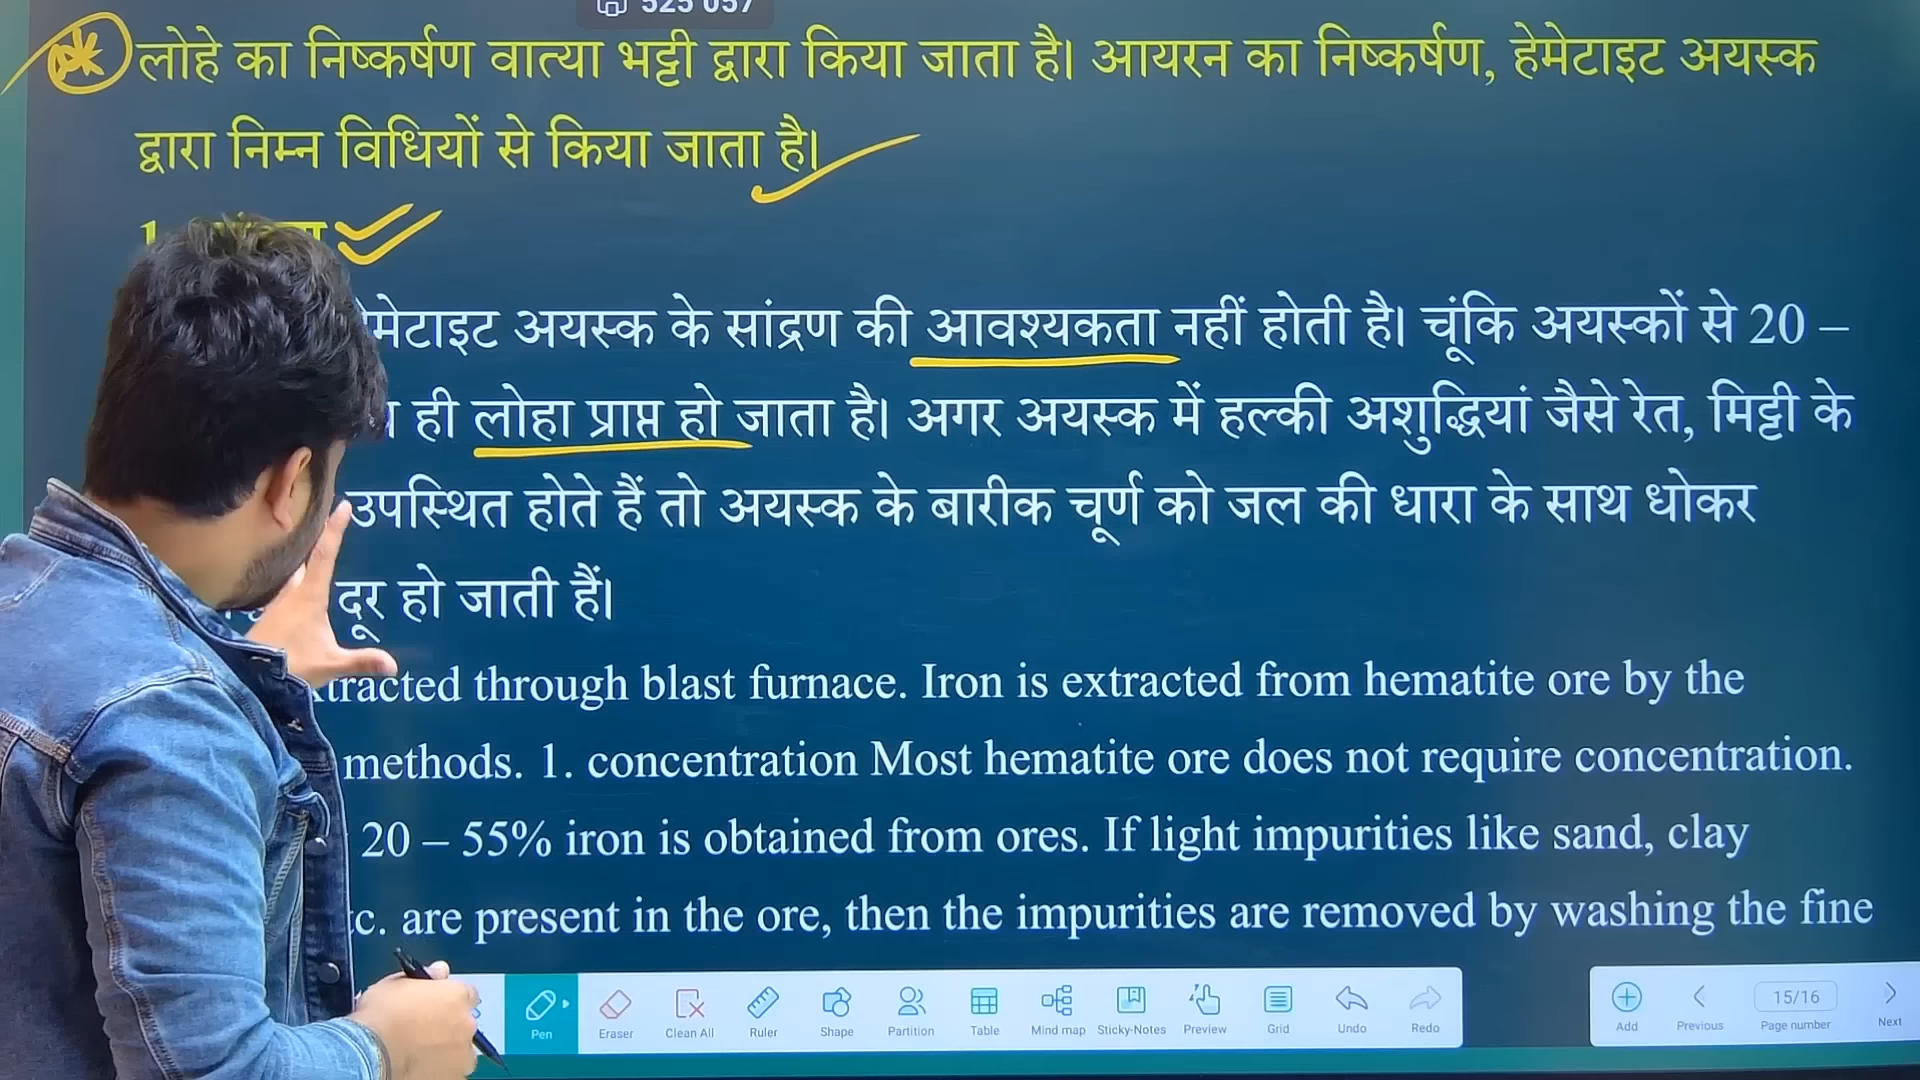 525 057
लोहे का निष्कर्षण वात्या भट्टी द्वारा किया जाता है। आयरन का निष्कर्षण, हेमेटाइट अयस्क
द्वारा निम्न विधियों से किया जाता है।
1
मेटाइट अयस्क के सांद्रण की आवश्यकता नहीं होती है। चूंकि अयस्कों से 20 –
ही लोहा प्राप्त हो जाता है। अगर अयस्क में हल्की अशुद्धियां जैसे रेत, मिट्टी के
उपस्थित होते हैं तो अयस्क के बारीक चूर्ण को जल की धारा के साथ धोकर
दूर हो जाती हैं।
tracted through blast furnace. Iron is extracted from hematite ore by the
methods. 1. concentration Most hematite ore does not require concentration.
20 – 55% iron is obtained from ores. If light impurities like sand, clay
tc. are present in the ore, then the impurities are removed by washing the fine
Pen Eraser Clean All Ruler Shape Partition Table Mind map Sticky-Notes Preview Grid Undo Redo Add Previous 15/16 Page number Next